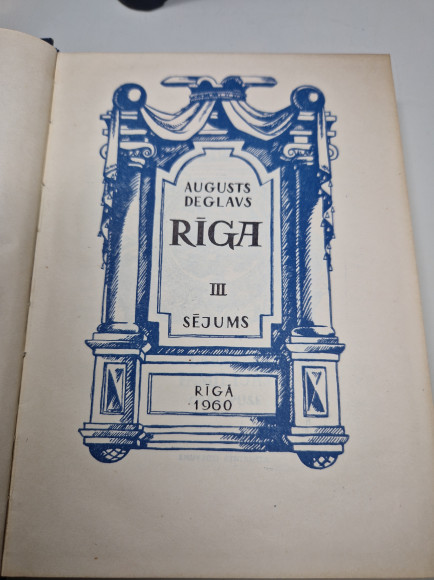 AUGUSTS
DEGLAVS
RĪGA
III
SĒJUMS
RĪGĀ
1960